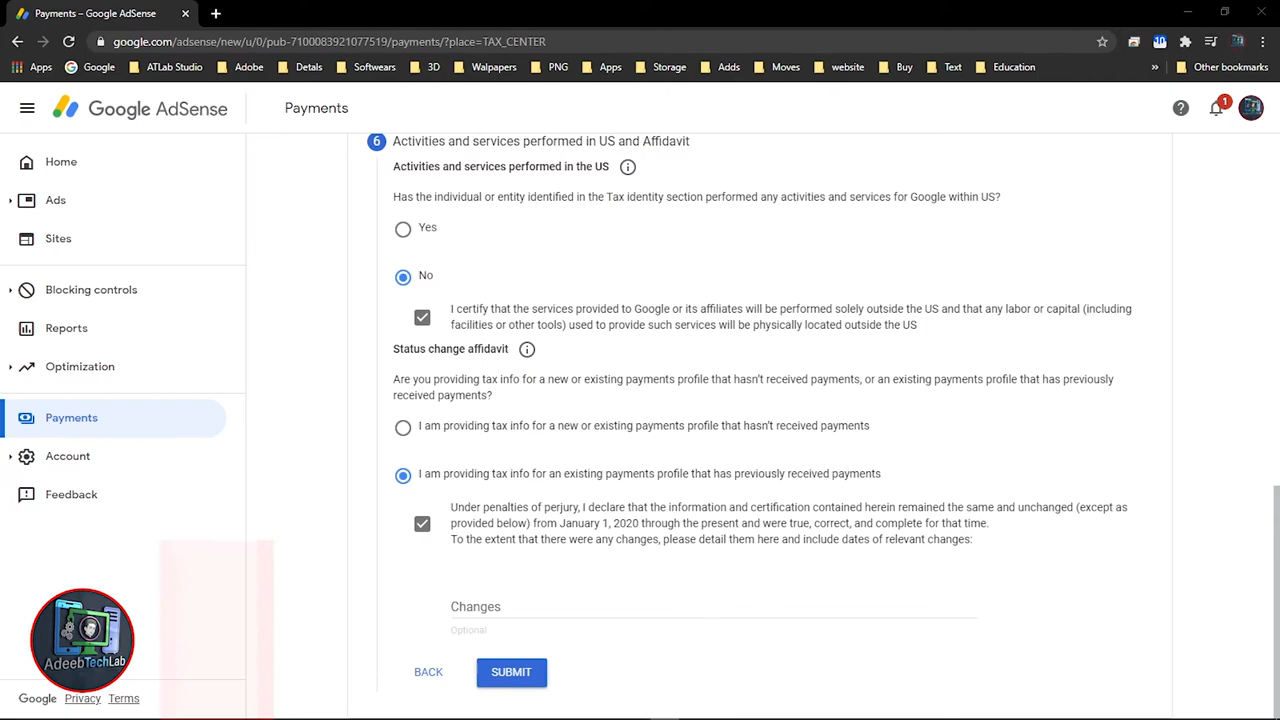 Payments – Google AdSense
google.com/adsense/new/u/0/pub-7100083921077519/payments/?place=TAX_CENTER
Apps Google ATLab Studio Adobe Detals Softwears 3D Wallpapers PNG Apps Storage Adds Moves website Buy Text Education » Other bookmarks
Google AdSense
Payments
1
Home
Ads
Sites
Blocking controls
Reports
Optimization
Payments
Account
Feedback
AdeebTechLab
Google Privacy Terms
6 Activities and services performed in US and Affidavit
Activities and services performed in the US
Has the individual or entity identified in the Tax identity section performed any activities and services for Google within US?
Yes
No
I certify that the services provided to Google or its affiliates will be performed solely outside the US and that any labor or capital (including
facilities or other tools) used to provide such services will be physically located outside the US
Status change affidavit
Are you providing tax info for a new or existing payments profile that hasn't received payments, or an existing payments profile that has previously
received payments?
I am providing tax info for a new or existing payments profile that hasn't received payments
I am providing tax info for an existing payments profile that has previously received payments
Under penalties of perjury, I declare that the information and certification contained herein remained the same and unchanged (except as
provided below) from January 1, 2020 through the present and were true, correct, and complete for that time.
To the extent that there were any changes, please detail them here and include dates of relevant changes:
Changes
Optional
BACK SUBMIT